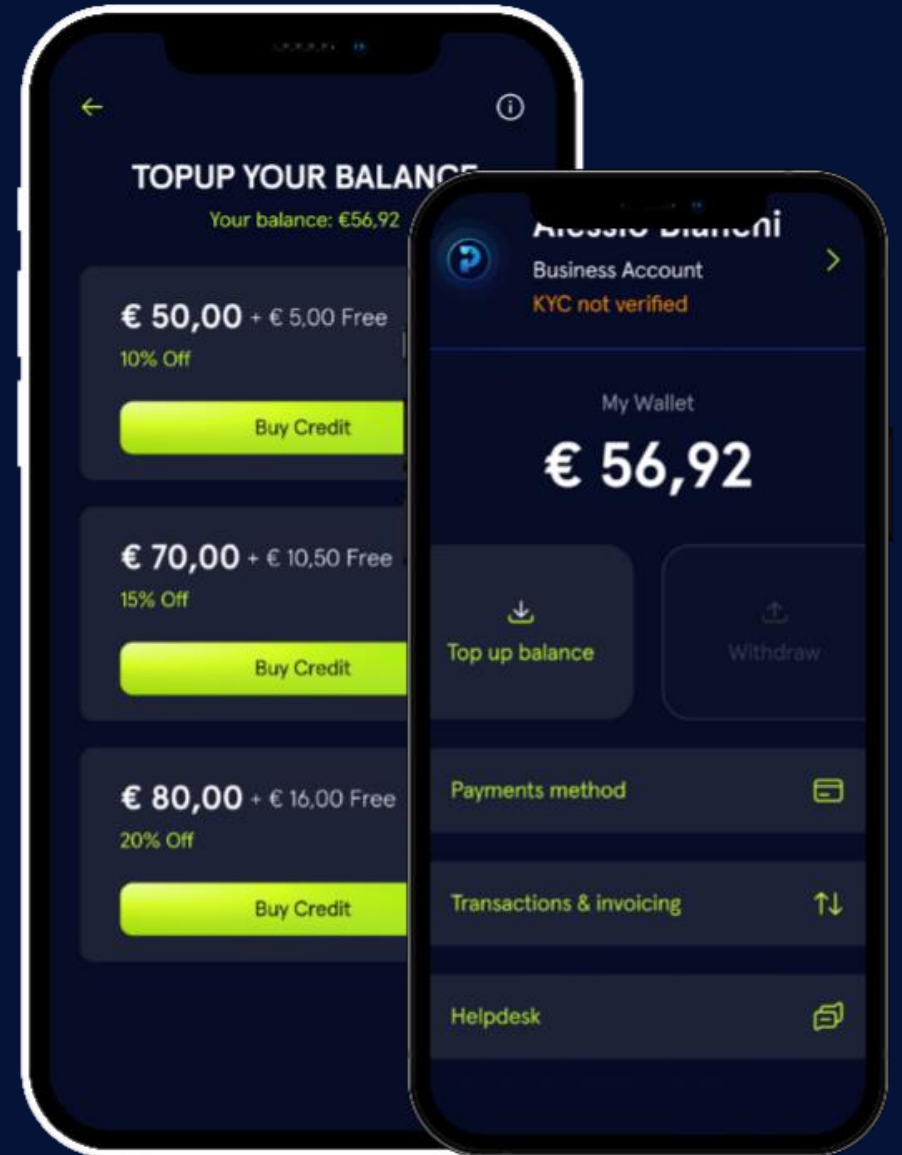 TOPUP YOUR BALANCE
Your balance: €56,92
€ 50,00 + € 5,00 Free
10% Off
Buy Credit
€ 70,00 + € 10,50 Free
15% Off
Buy Credit
€ 80,00 + € 16,00 Free
20% Off
Buy Credit
Alessio Bianchi
Business Account
KYC not verified
My Wallet
€ 56,92
Top up balance
Withdraw
Payments method
Transactions & invoicing
Helpdesk